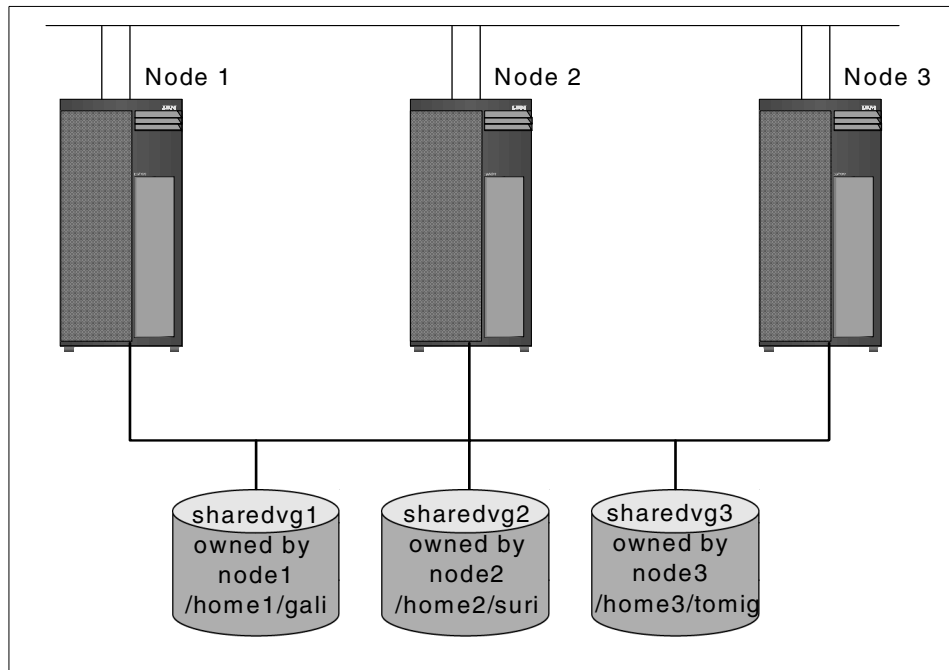 Node 1
Node 2
Node 3
sharedvg1
owned by
node1
/home1/gali
sharedvg2
owned by
node2
/home2/suri
sharedvg3
owned by
node3
/home3/tomig